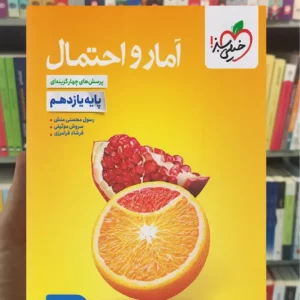 خیلی سبز
آمار و احتمال
پرسش‌های چهارگزینه‌ای
پایه یازدهم
رسول محسنی منش
سروش موئینی
فرشاد فرامرزی